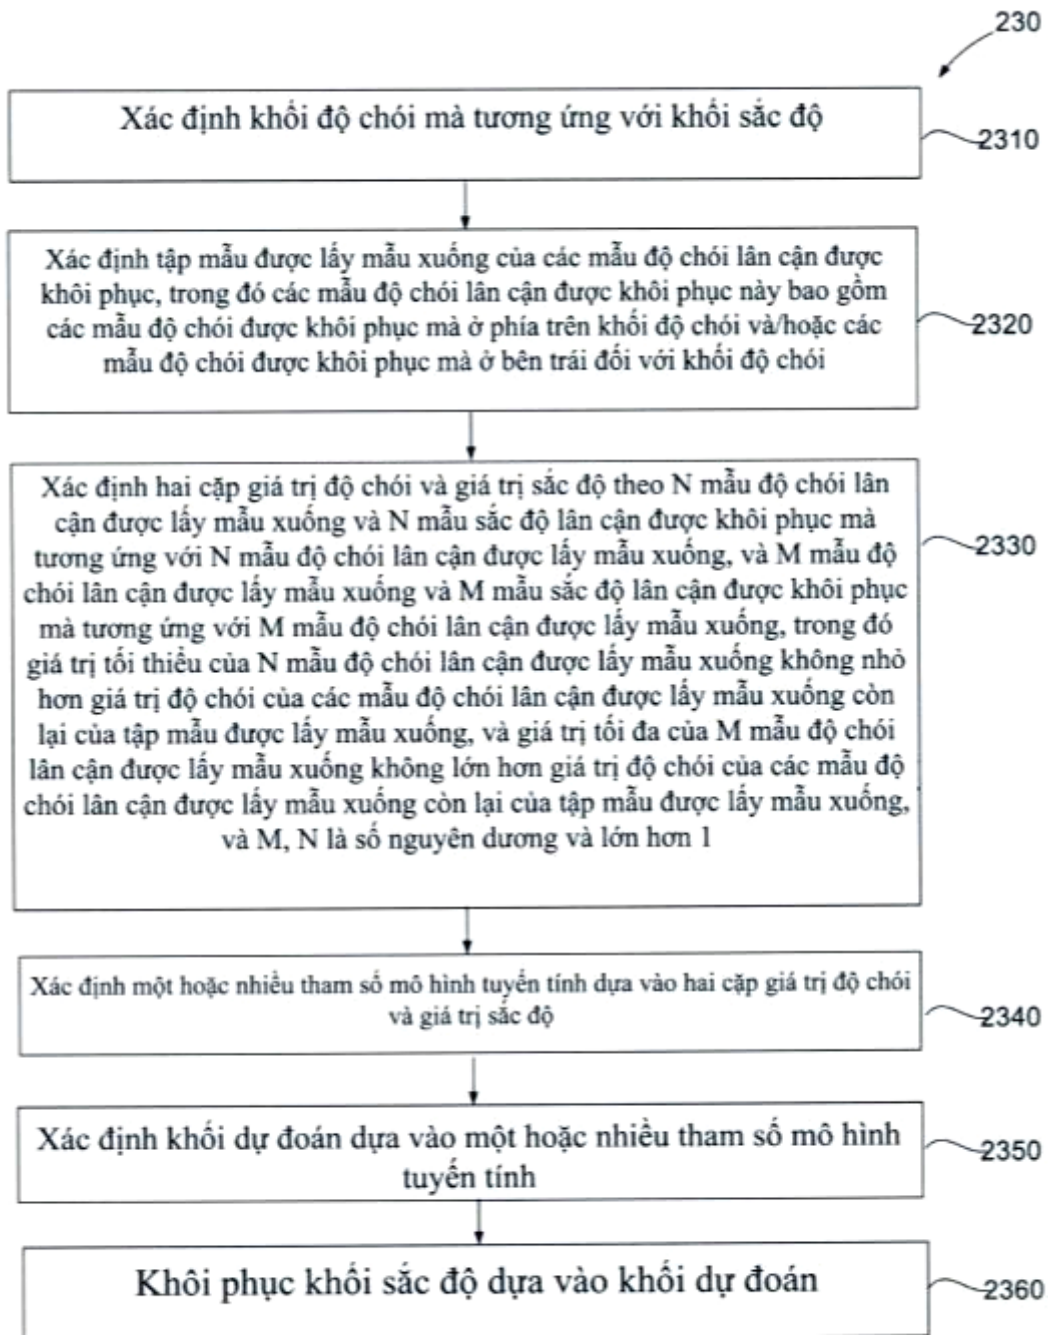 230
Xác định khối độ chói mà tương ứng với khối sắc độ
2310
Xác định tập mẫu được lấy mẫu xuống của các mẫu độ chói lân cận được
khôi phục, trong đó các mẫu độ chói lân cận được khôi phục này bao gồm
các mẫu độ chói được khôi phục mà ở phía trên khối độ chói và/hoặc các
mẫu độ chói được khôi phục mà ở bên trái đối với khối độ chói
2320
Xác định hai cặp giá trị độ chói và giá trị sắc độ theo N mẫu độ chói lân
cận được lấy mẫu xuống và N mẫu sắc độ lân cận được khôi phục mà
tương ứng với N mẫu độ chói lân cận được lấy mẫu xuống, và M mẫu độ
chói lân cận được lấy mẫu xuống và M mẫu sắc độ lân cận được khôi phục
mà tương ứng với M mẫu độ chói lân cận được lấy mẫu xuống, trong đó
giá trị tối thiểu của N mẫu độ chói lân cận được lấy mẫu xuống không nhỏ
hơn giá trị độ chói của các mẫu độ chói lân cận được lấy mẫu xuống còn
lại của tập mẫu được lấy mẫu xuống, và giá trị tối đa của M mẫu độ chói
lân cận được lấy mẫu xuống không lớn hơn giá trị độ chói của các mẫu độ
chói lân cận được lấy mẫu xuống còn lại của tập mẫu được lấy mẫu xuống,
và M, N là số nguyên dương và lớn hơn 1
2330
Xác định một hoặc nhiều tham số mô hình tuyến tính dựa vào hai cặp giá trị độ chói
và giá trị sắc độ
2340
Xác định khối dự đoán dựa vào một hoặc nhiều tham số mô hình
tuyến tính
2350
Khôi phục khối sắc độ dựa vào khối dự đoán
2360